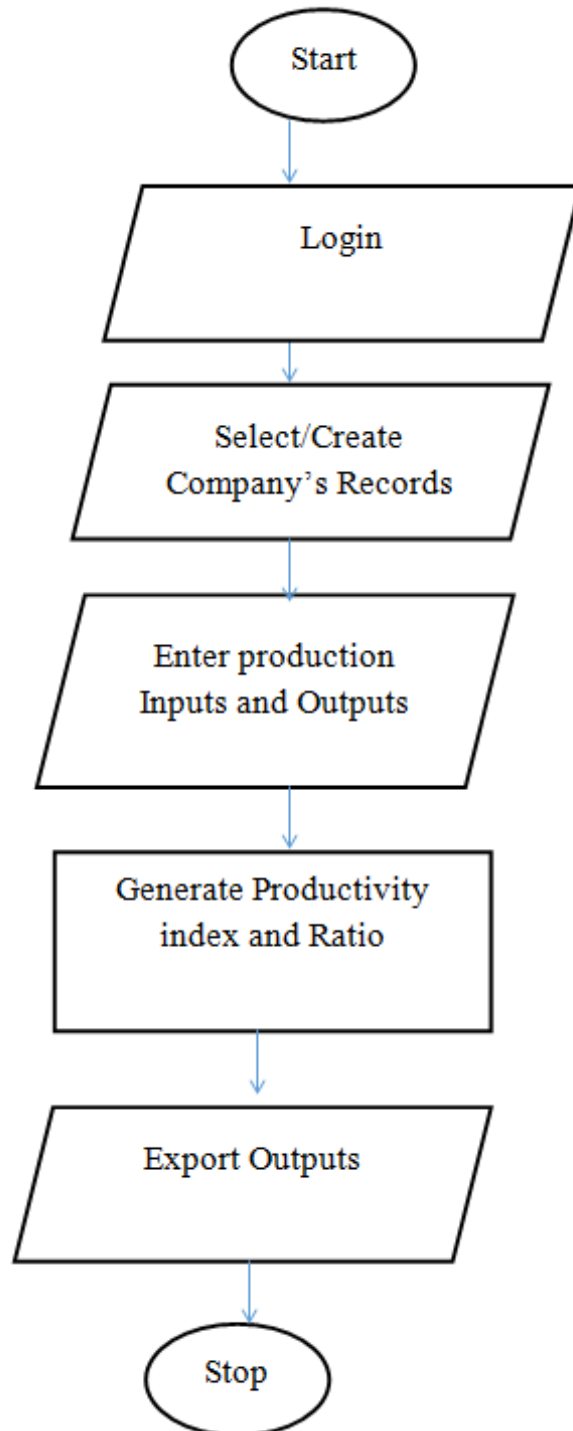 Start
Login
Select/Create
Company’s Records
Enter production
Inputs and Outputs
Generate Productivity
index and Ratio
Export Outputs
Stop